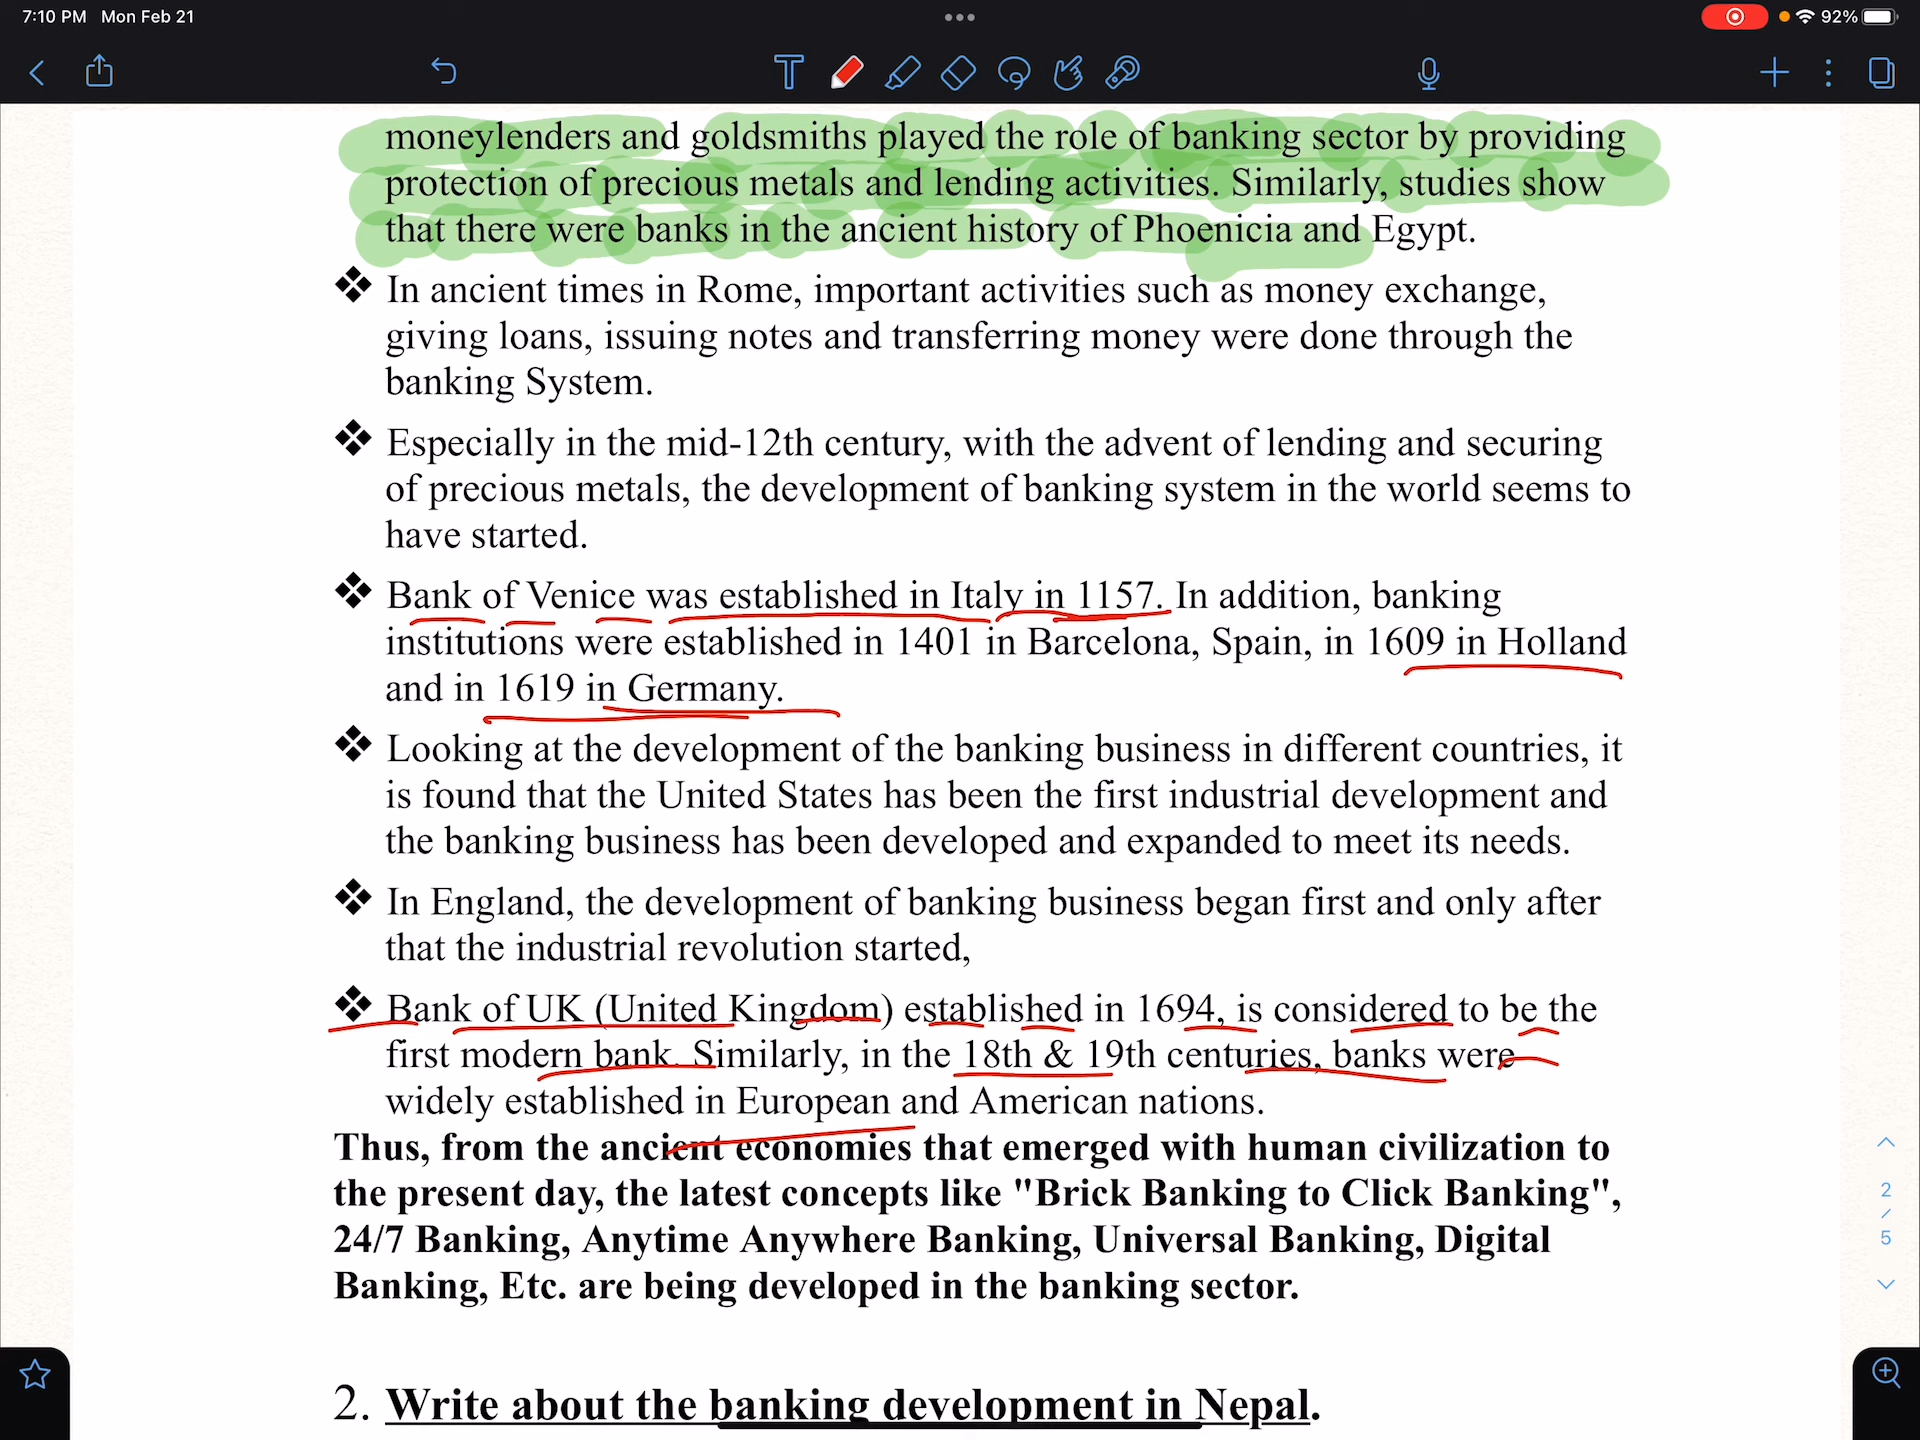 7:10 PM Mon Feb 21
92%
moneylenders and goldsmiths played the role of banking sector by providing
protection of precious metals and lending activities. Similarly, studies show
that there were banks in the ancient history of Phoenicia and Egypt.
❖ In ancient times in Rome, important activities such as money exchange,
giving loans, issuing notes and transferring money were done through the
banking System.
❖ Especially in the mid-12th century, with the advent of lending and securing
of precious metals, the development of banking system in the world seems to
have started.
❖ Bank of Venice was established in Italy in 1157. In addition, banking
institutions were established in 1401 in Barcelona, Spain, in 1609 in Holland
and in 1619 in Germany.
❖ Looking at the development of the banking business in different countries, it
is found that the United States has been the first industrial development and
the banking business has been developed and expanded to meet its needs.
❖ In England, the development of banking business began first and only after
that the industrial revolution started,
❖ Bank of UK (United Kingdom) established in 1694, is considered to be the
first modern bank. Similarly, in the 18th & 19th centuries, banks were
widely established in European and American nations.
Thus, from the ancient economies that emerged with human civilization to
the present day, the latest concepts like "Brick Banking to Click Banking",
24/7 Banking, Anytime Anywhere Banking, Universal Banking, Digital
Banking, Etc. are being developed in the banking sector.
2
/
5
2. Write about the banking development in Nepal.